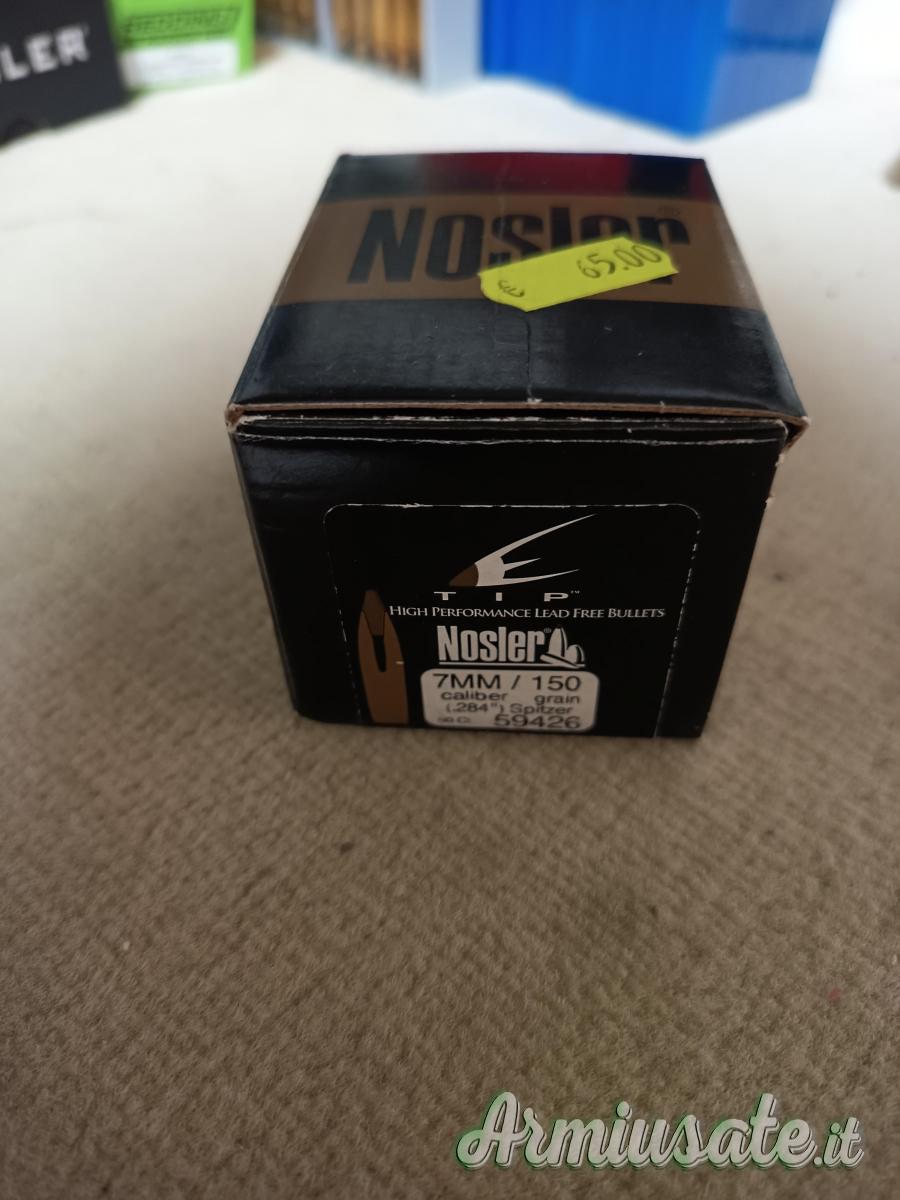 LER
Nosler®
€ 65.00
E
TIP™
HIGH PERFORMANCE LEAD FREE BULLETS
Nosler®
7MM / 150
caliber grain
(.284") Spitzer
59426
Armiusate.it